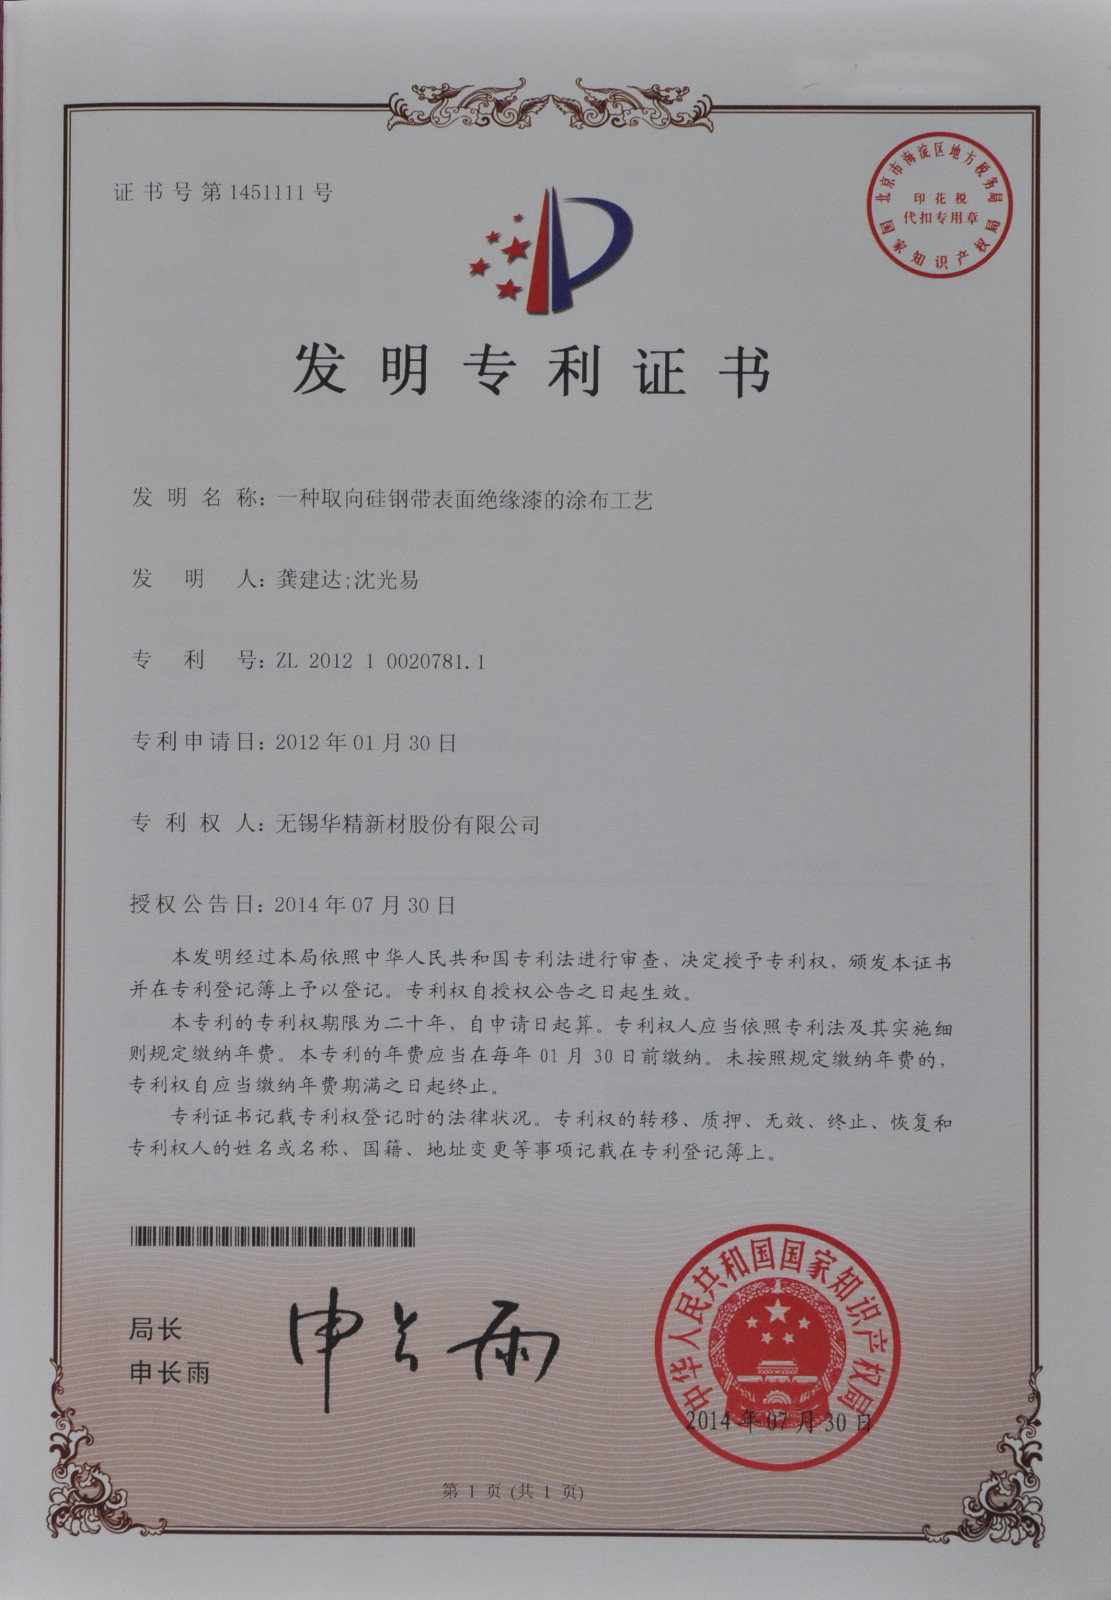 证书号第1451111号
北京市海淀区地方税务局
印花税
代扣专用章
国家知识产权局
发明专利证书
发明名称：一种取向硅钢带表面绝缘漆的涂布工艺
发明人：龚建达;沈光易
专利号：ZL 2012 1 0020781.1
专利申请日：2012年01月30日
专利权人：无锡华精新材股份有限公司
授权公告日：2014年07月30日
本发明经过本局依照中华人民共和国专利法进行审查，决定授予专利权，颁发本证书
并在专利登记簿上予以登记。专利权自授权公告之日起生效。
本专利的专利权期限为二十年，自申请日起算。专利权人应当依照专利法及其实施细
则规定缴纳年费。本专利的年费应当在每年01月30日前缴纳。未按照规定缴纳年费的，
专利权自应当缴纳年费期满之日起终止。
专利证书记载专利权登记时的法律状况。专利权的转移、质押、无效、终止、恢复和
专利权人的姓名或名称、国籍、地址变更等事项记载在专利登记簿上。
局长
申长雨
申长雨
中华人民共和国国家知识产权局
2014年07月30日
第1页(共1页)